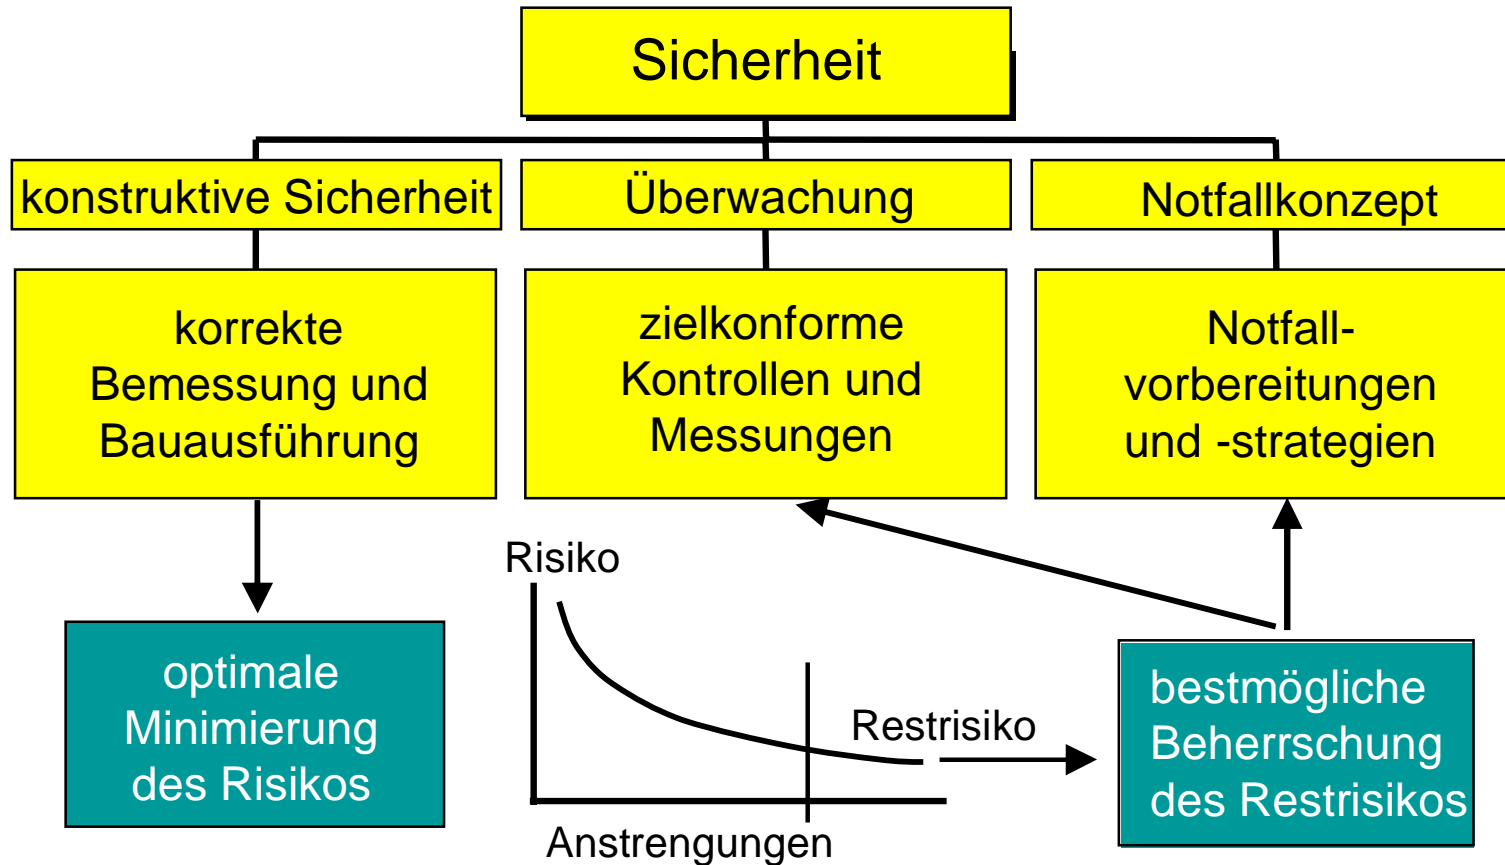 Sicherheit
konstruktive Sicherheit
Überwachung
Notfallkonzept
korrekte
Bemessung und
Bauausführung
zielkonforme
Kontrollen und
Messungen
Notfall-
vorbereitungen
und -strategien
optimale
Minimierung
des Risikos
Risiko
Restrisiko
Anstrengungen
bestmögliche
Beherrschung
des Restrisikos